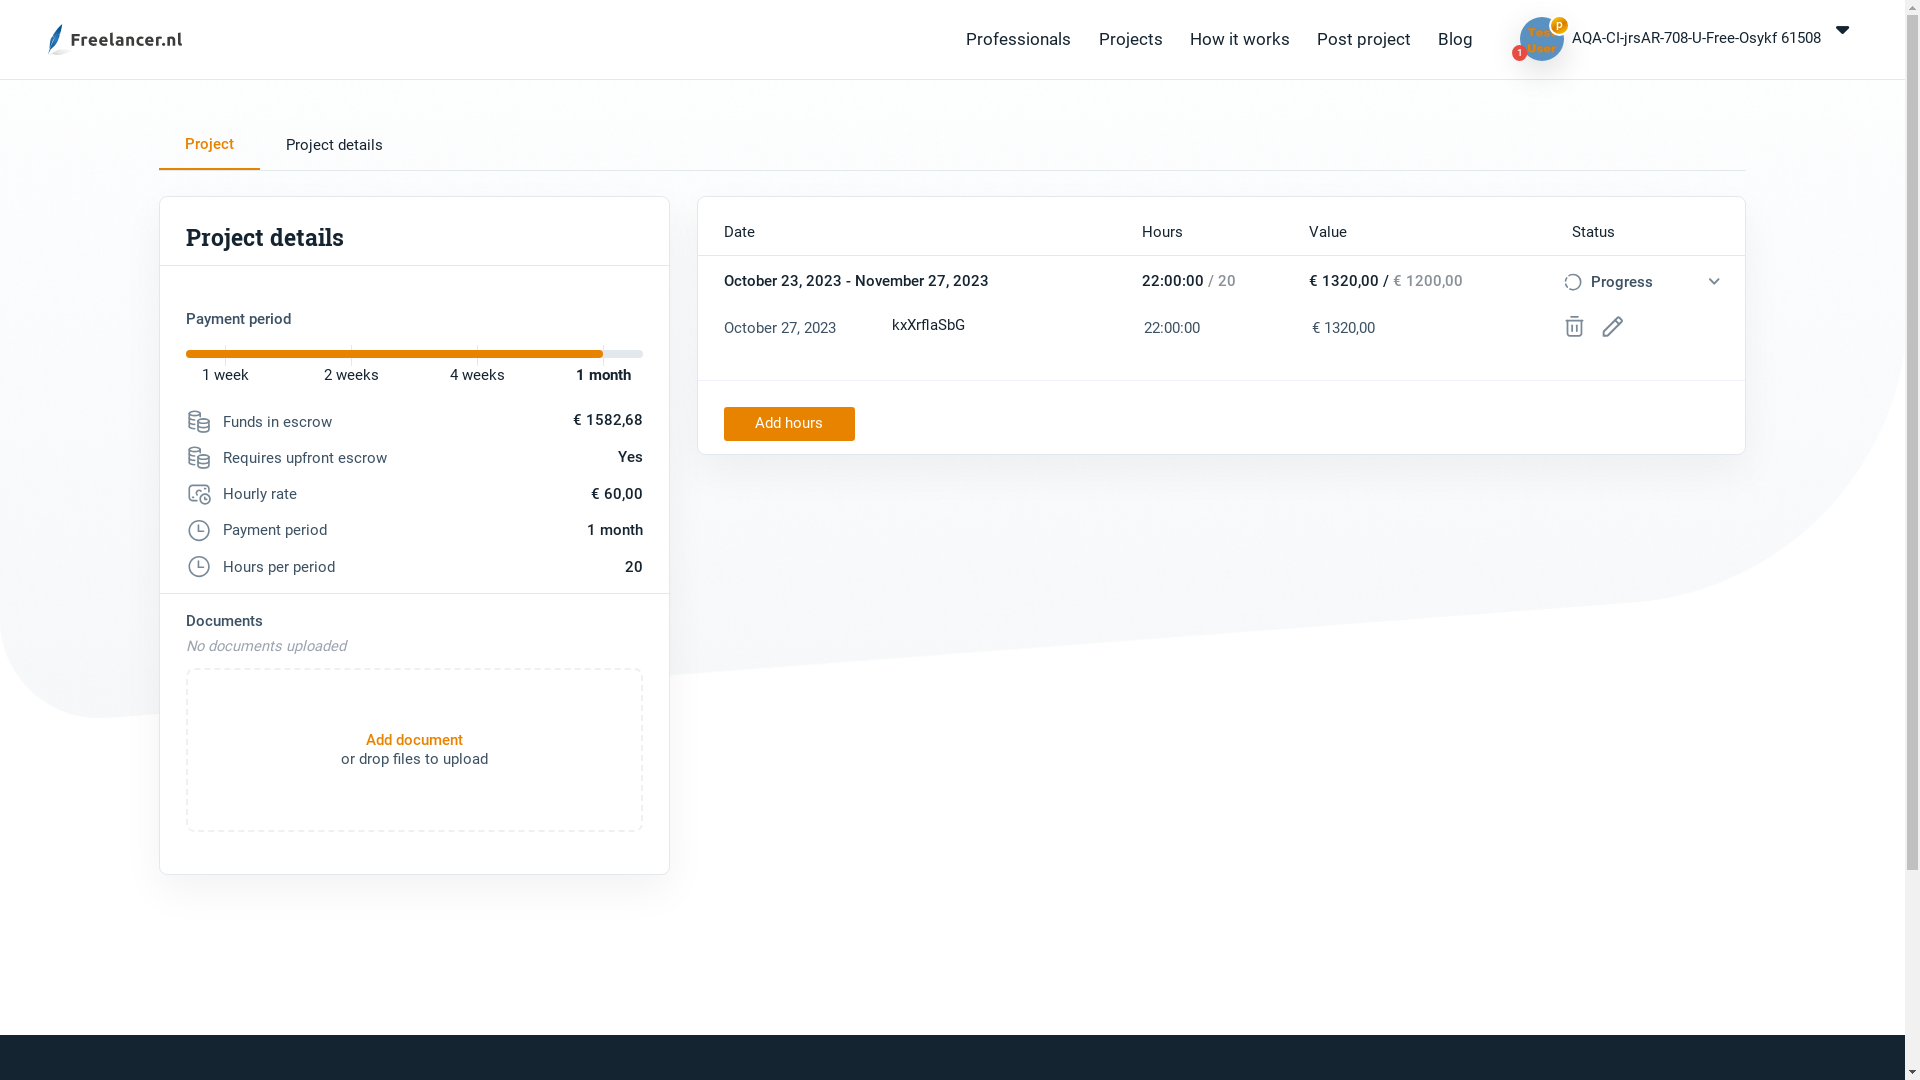 Freelancer.nl
Professionals
Projects
How it works
Post project
Blog
Test
User
p
1
AQA-CI-jrsAR-708-U-Free-Osykf 61508
Project
Project details
Project details
Payment period
1 week
2 weeks
4 weeks
1 month
Funds in escrow
€ 1582,68
Requires upfront escrow
Yes
Hourly rate
€ 60,00
Payment period
1 month
Hours per period
20
Documents
No documents uploaded
Add document
or drop files to upload
Date
Hours
Value
Status
October 23, 2023 - November 27, 2023
22:00:00 / 20
€ 1320,00 / € 1200,00
Progress
October 27, 2023
kxXrflaSbG
22:00:00
€ 1320,00
Add hours